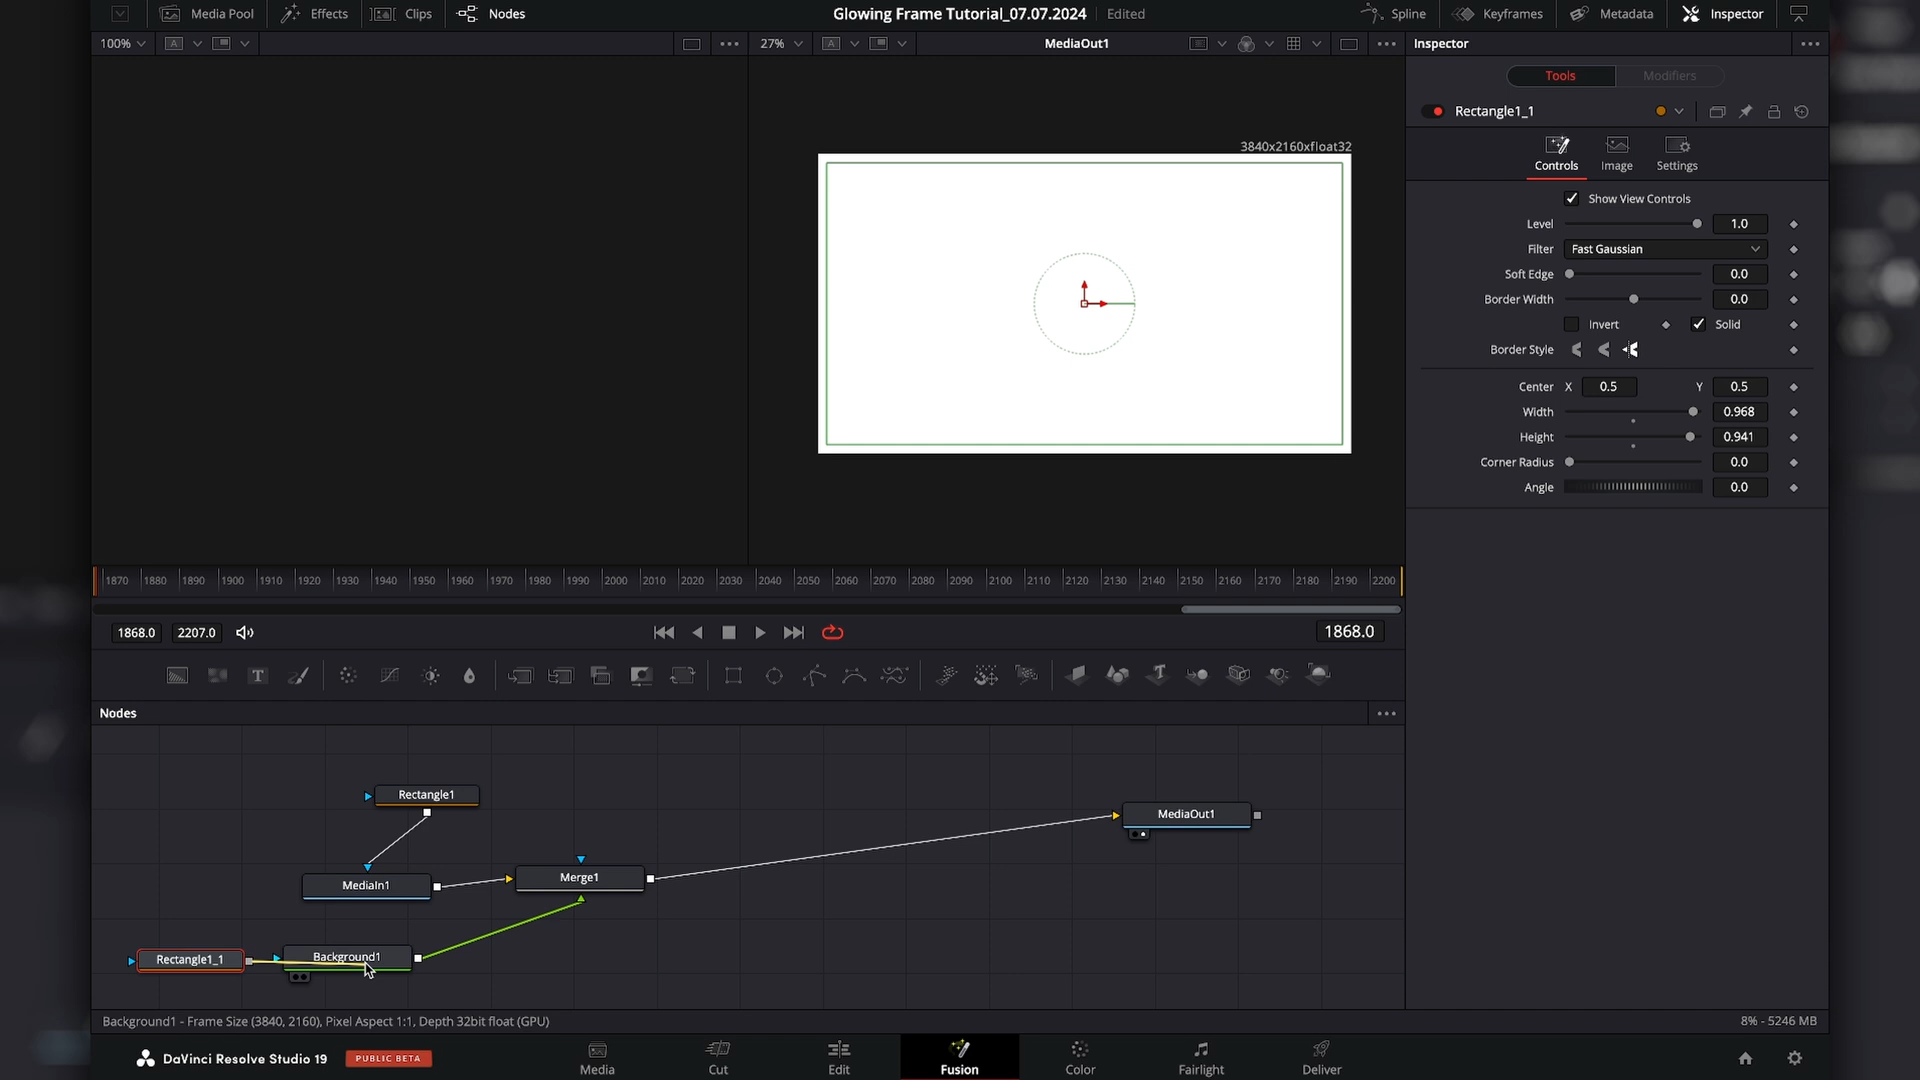 Media Pool
Effects
Clips
Nodes
Glowing Frame Tutorial_07.07.2024
Edited
Spline
Keyframes
Metadata
Inspector
100%
A
27%
A
MediaOut1
Inspector
Tools
Modifiers
Rectangle1_1
3840x2160xfloat32
Controls
Image
Settings
Show View Controls
Level 1.0
Filter Fast Gaussian
Soft Edge 0.0
Border Width 0.0
Invert Solid
Border Style
Center X 0.5 Y 0.5
Width 0.968
Height 0.941
Corner Radius 0.0
Angle 0.0
1870 1880 1890 1900 1910 1920 1930 1940 1950 1960 1970 1980 1990 2000 2010 2020 2030 2040 2050 2060 2070 2080 2090 2100 2110 2120 2130 2140 2150 2160 2170 2180 2190 2200
1868.0 2207.0
1868.0
T
T
Nodes
Rectangle1
MediaOut1
MediaIn1
Merge1
Rectangle1_1
Background1
Background1 - Frame Size (3840, 2160), Pixel Aspect 1:1, Depth 32bit float (GPU)
8% - 5246 MB
DaVinci Resolve Studio 19
PUBLIC BETA
Media
Cut
Edit
Fusion
Color
Fairlight
Deliver